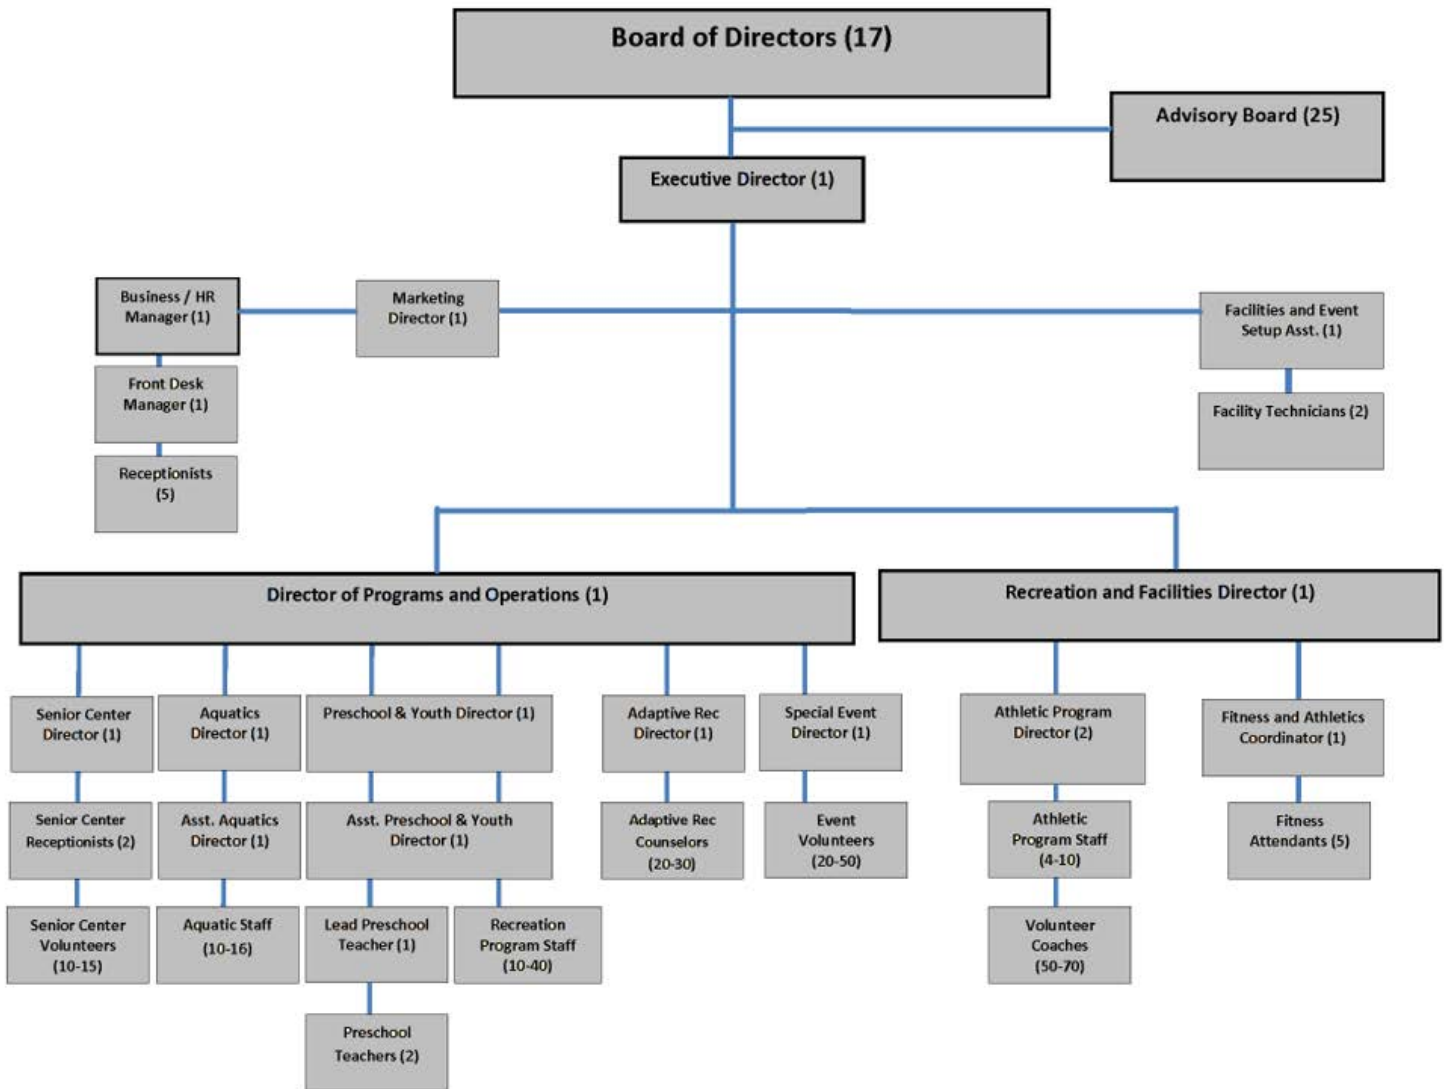 Board of Directors (17)
Advisory Board (25)
Executive Director (1)
Business / HR
Manager (1)
Marketing
Director (1)
Facilities and Event
Setup Asst. (1)
Front Desk
Manager (1)
Facility Technicians (2)
Receptionists
(5)
Director of Programs and Operations (1)
Recreation and Facilities Director (1)
Senior Center
Director (1)
Aquatics
Director (1)
Preschool & Youth Director (1)
Adaptive Rec
Director (1)
Special Event
Director (1)
Athletic Program
Director (2)
Fitness and Athletics
Coordinator (1)
Senior Center
Receptionists (2)
Asst. Aquatics
Director (1)
Asst. Preschool & Youth
Director (1)
Adaptive Rec
Counselors
(20-30)
Event
Volunteers
(20-50)
Athletic
Program Staff
(4-10)
Fitness
Attendants (5)
Senior Center
Volunteers
(10-15)
Aquatic Staff
(10-16)
Lead Preschool
Teacher (1)
Recreation
Program Staff
(10-40)
Volunteer
Coaches
(50-70)
Preschool
Teachers (2)